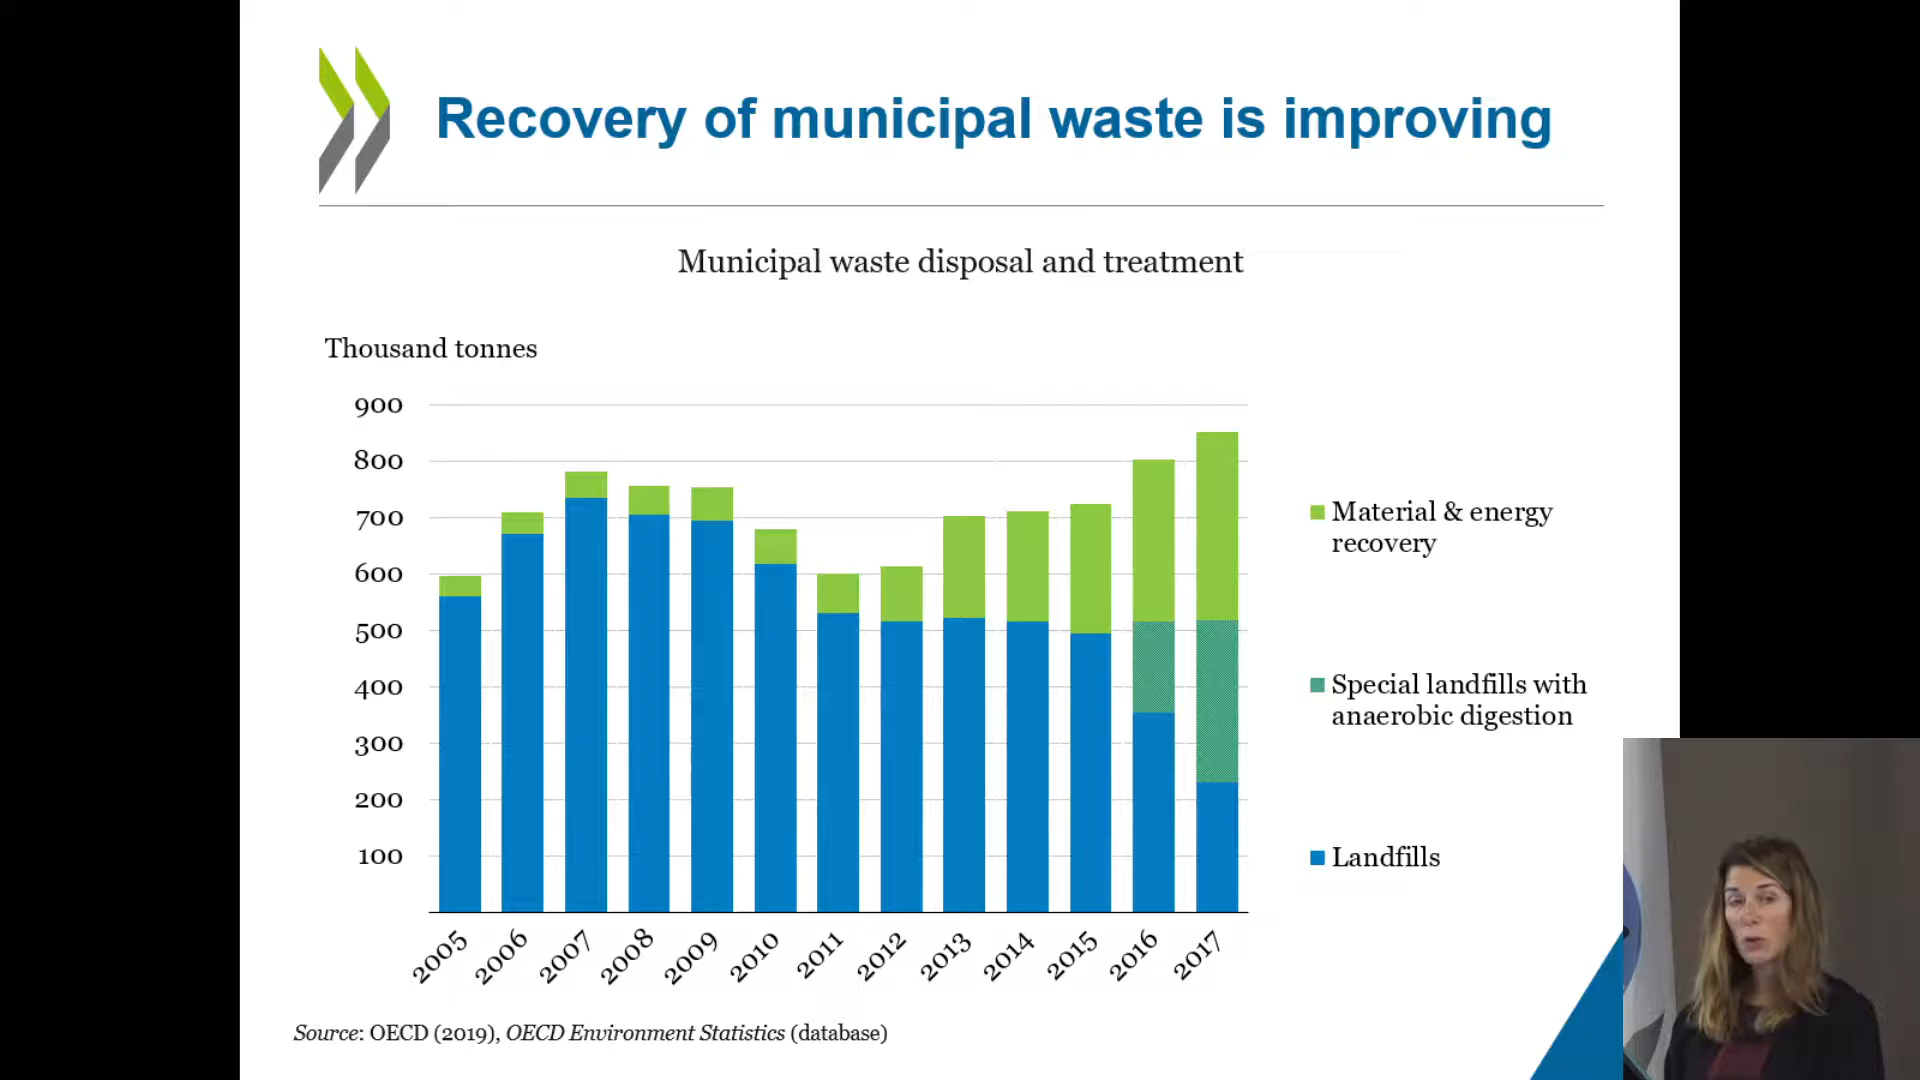 Recovery of municipal waste is improving
Municipal waste disposal and treatment
Thousand tonnes
900
800
700
600
500
400
300
200
100
2005
2006
2007
2008
2009
2010
2011
2012
2013
2014
2015
2016
2017
Material & energy
recovery
Special landfills with
anaerobic digestion
Landfills
Source: OECD (2019), OECD Environment Statistics (database)